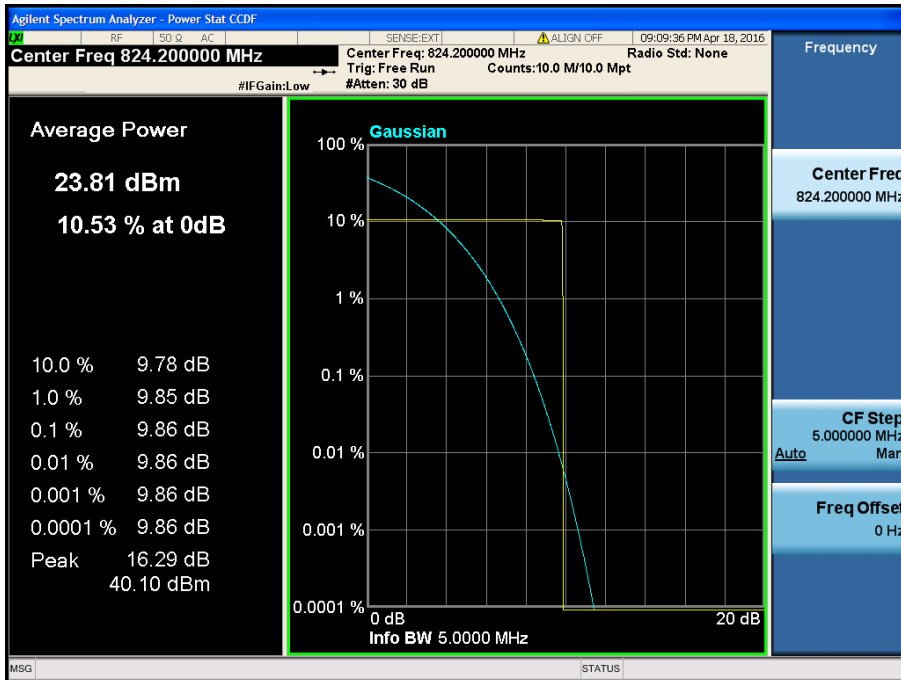 Agilent Spectrum Analyzer - Power Stat CCDF
LXI RF 50 Ω AC SENSE:EXT ALIGN OFF 09:09:36 PM Apr 18, 2016
Center Freq 824.200000 MHz
Center Freq: 824.200000 MHz Radio Std: None
Trig: Free Run Counts:10.0 M/10.0 Mpt
#IFGain:Low #Atten: 30 dB
Average Power
23.81 dBm
10.53 % at 0dB
10.0 % 9.78 dB
1.0 % 9.85 dB
0.1 % 9.86 dB
0.01 % 9.86 dB
0.001 % 9.86 dB
0.0001 % 9.86 dB
Peak 16.29 dB
40.10 dBm
Gaussian
100 %
10 %
1 %
0.1 %
0.01 %
0.001 %
0.0001 %
0 dB 20 dB
Info BW 5.0000 MHz
Frequency
Center Freq
824.200000 MHz
CF Step
5.000000 MHz
Auto Man
Freq Offset
0 Hz
MSG STATUS